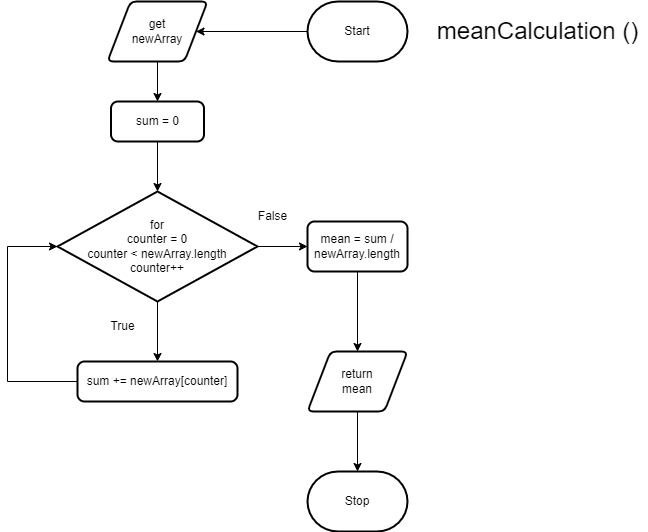 get
newArray
Start
meanCalculation ()
sum = 0
for
counter = 0
counter < newArray.length
counter++
False
mean = sum /
newArray.length
True
sum += newArray[counter]
return
mean
Stop